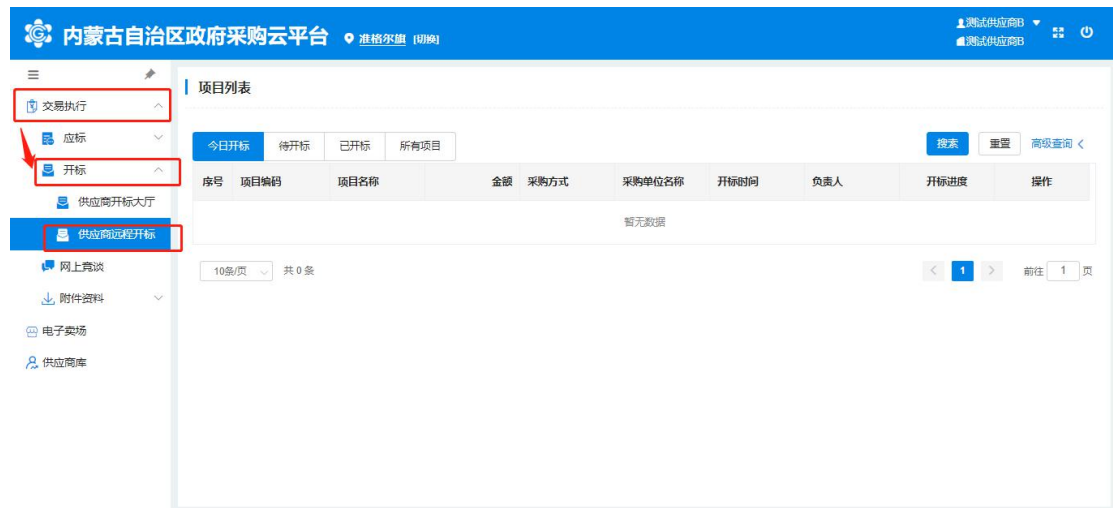 内蒙古自治区政府采购云平台 准格尔旗 [切换]
测试供应商B
测试供应商B
交易执行
应标
开标
供应商开标大厅
供应商远程开标
网上竞谈
附件资料
电子卖场
供应商库
项目列表
今日开标 待开标 已开标 所有项目 搜索 重置 高级查询
序号 项目编码 项目名称 金额 采购方式 采购单位名称 开标时间 负责人 开标进度 操作
暂无数据
10条/页 共 0 条 1 前往 1 页